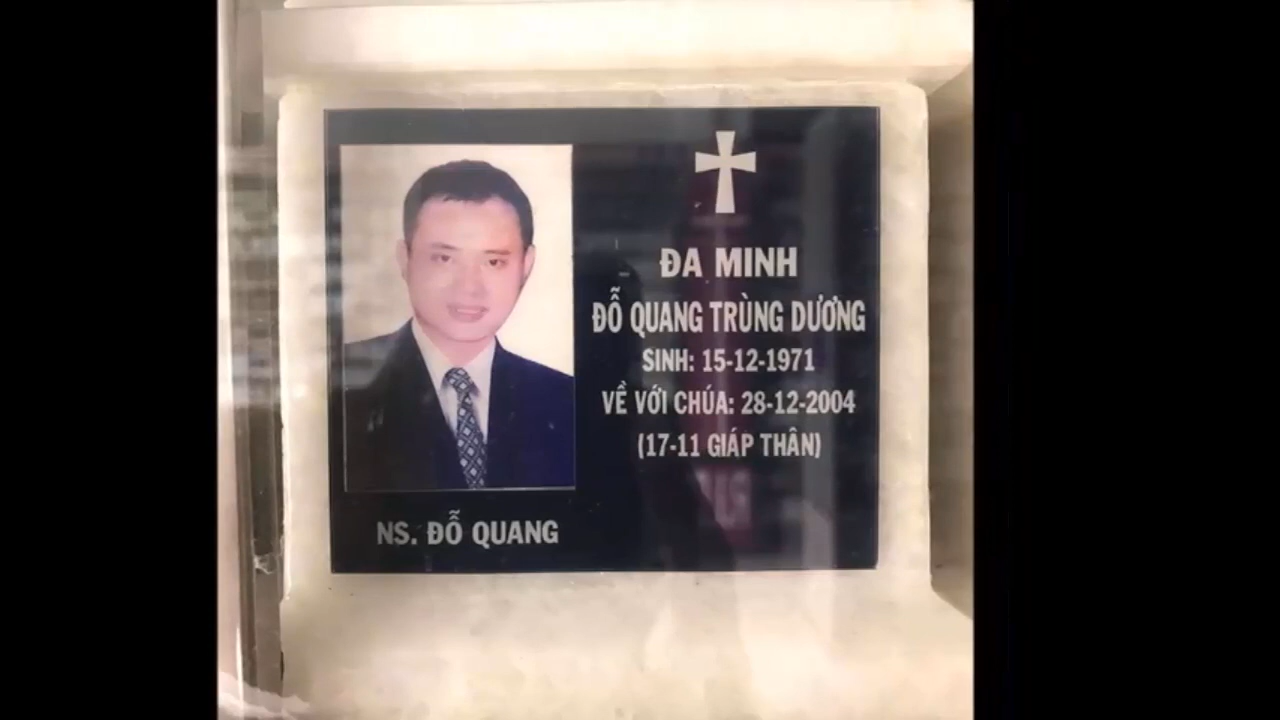 ĐA MINH
ĐỖ QUANG TRÙNG DƯƠNG
SINH: 15-12-1971
VỀ VỚI CHÚA: 28-12-2004
(17-11 GIÁP THÂN)
NS. ĐỖ QUANG